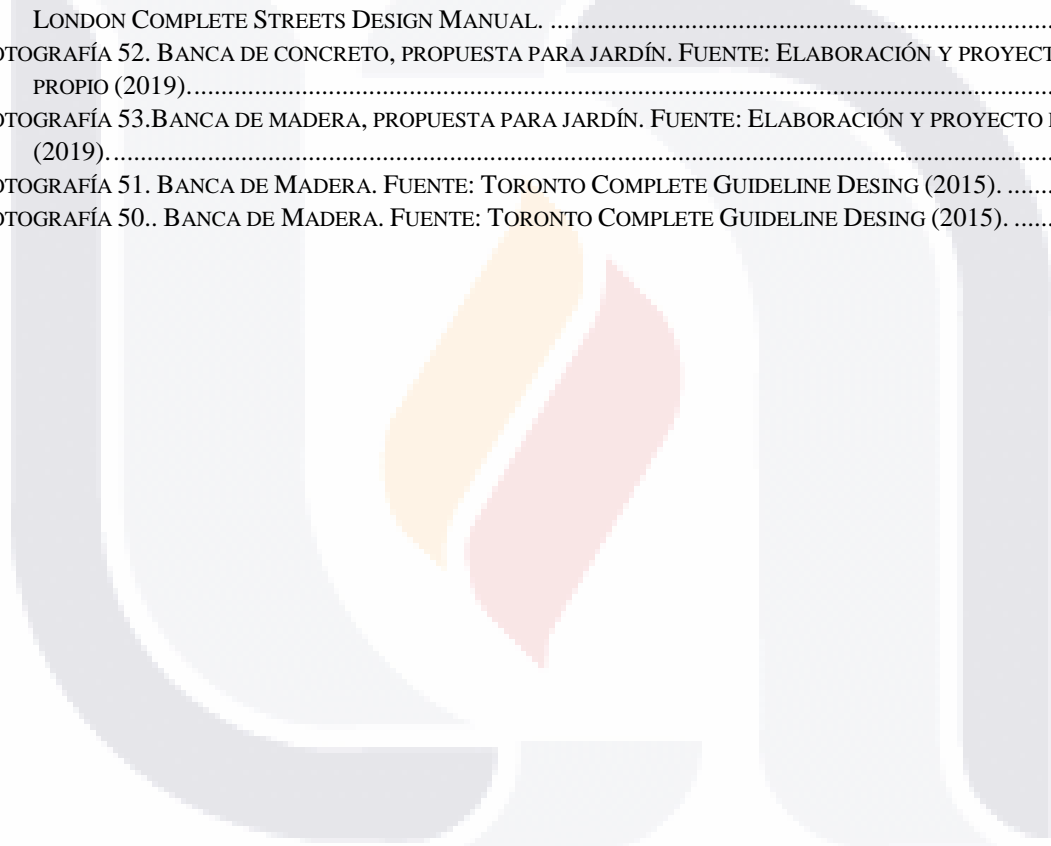 LONDON COMPLETE STREETS DESIGN MANUAL. ........................................................................
OTOGRAFÍA 52. BANCA DE CONCRETO, PROPUESTA PARA JARDÍN. FUENTE: ELABORACIÓN Y PROYECT
PROPIO (2019)............................................................................................................................
OTOGRAFÍA 53.BANCA DE MADERA, PROPUESTA PARA JARDÍN. FUENTE: ELABORACIÓN Y PROYECTO
(2019)........................................................................................................................................
OTOGRAFÍA 51. BANCA DE MADERA. FUENTE: TORONTO COMPLETE GUIDELINE DESING (2015). .......
OTOGRAFÍA 50.. BANCA DE MADERA. FUENTE: TORONTO COMPLETE GUIDELINE DESING (2015). ......